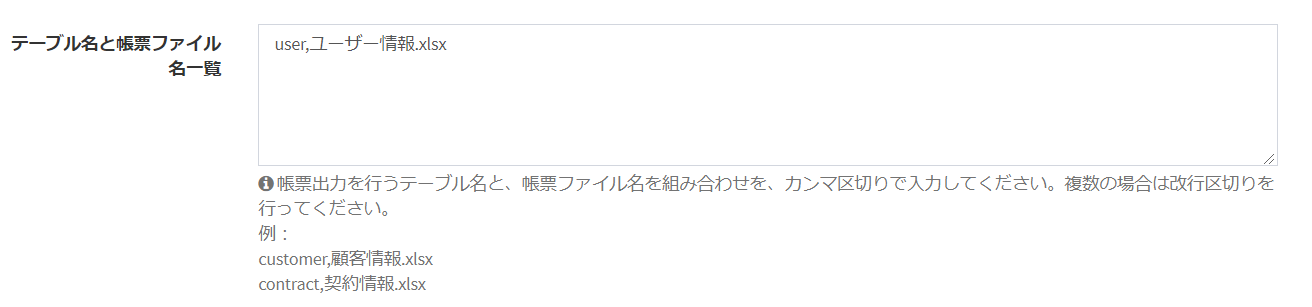 テーブル名と帳票ファイル
名一覧
user,ユーザー情報.xlsx
帳票出力を行うテーブル名と、帳票ファイル名を組み合わせを、カンマ区切りで入力してください。複数の場合は改行区切りを
行ってください。
例：
customer,顧客情報.xlsx
contract,契約情報.xlsx